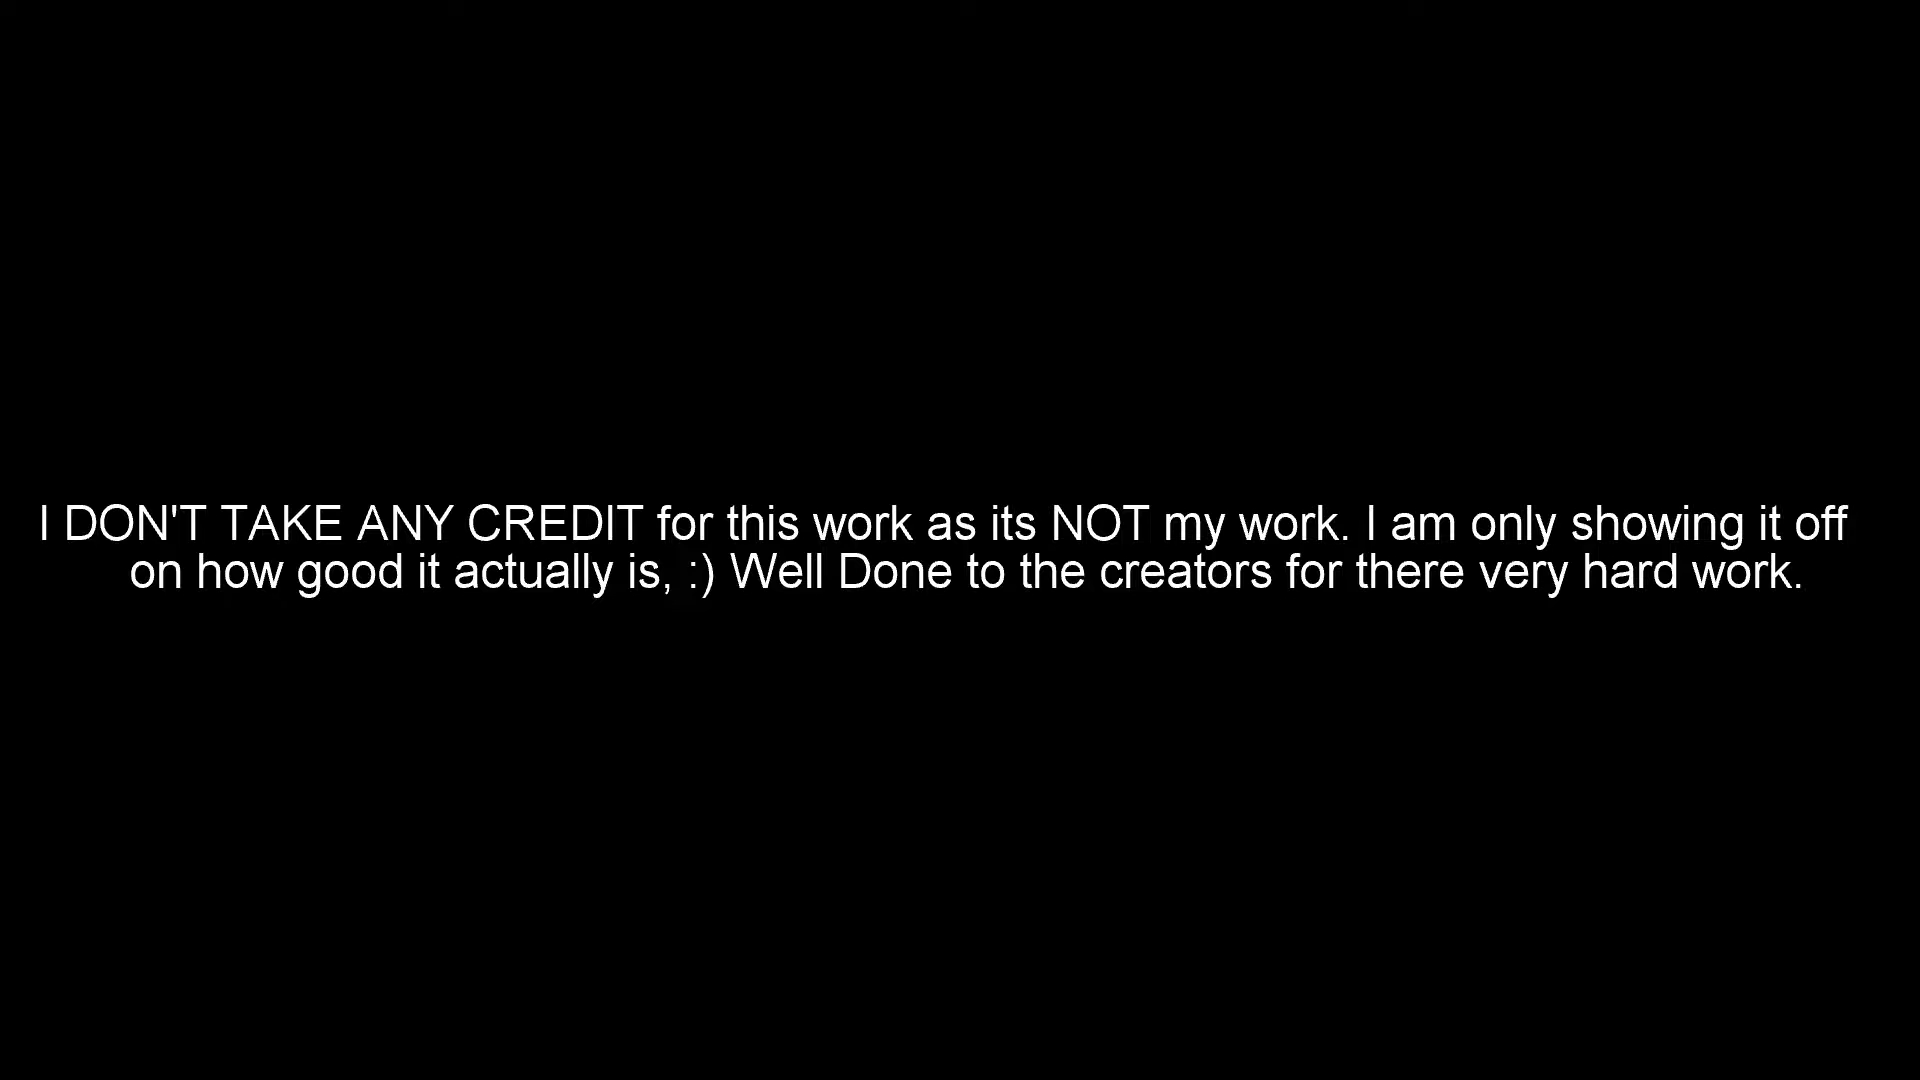 I DON'T TAKE ANY CREDIT for this work as its NOT my work. I am only showing it off
on how good it actually is, :) Well Done to the creators for there very hard work.